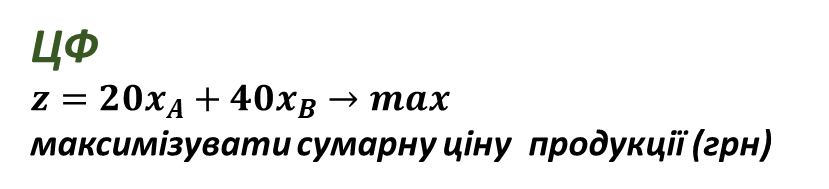 ЦФ
z = 20x_A + 40x_B → max
максимізувати сумарну ціну продукції (грн)